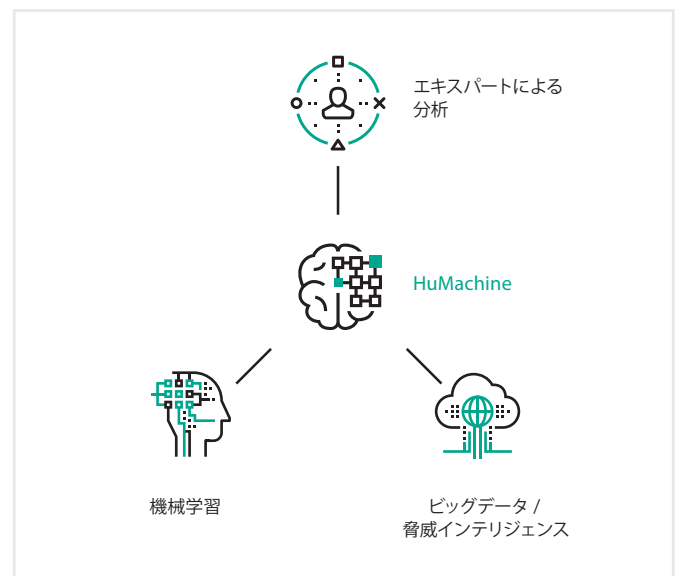 エキスパートによる
分析
HuMachine
機械学習
ビッグデータ /
脅威インテリジェンス